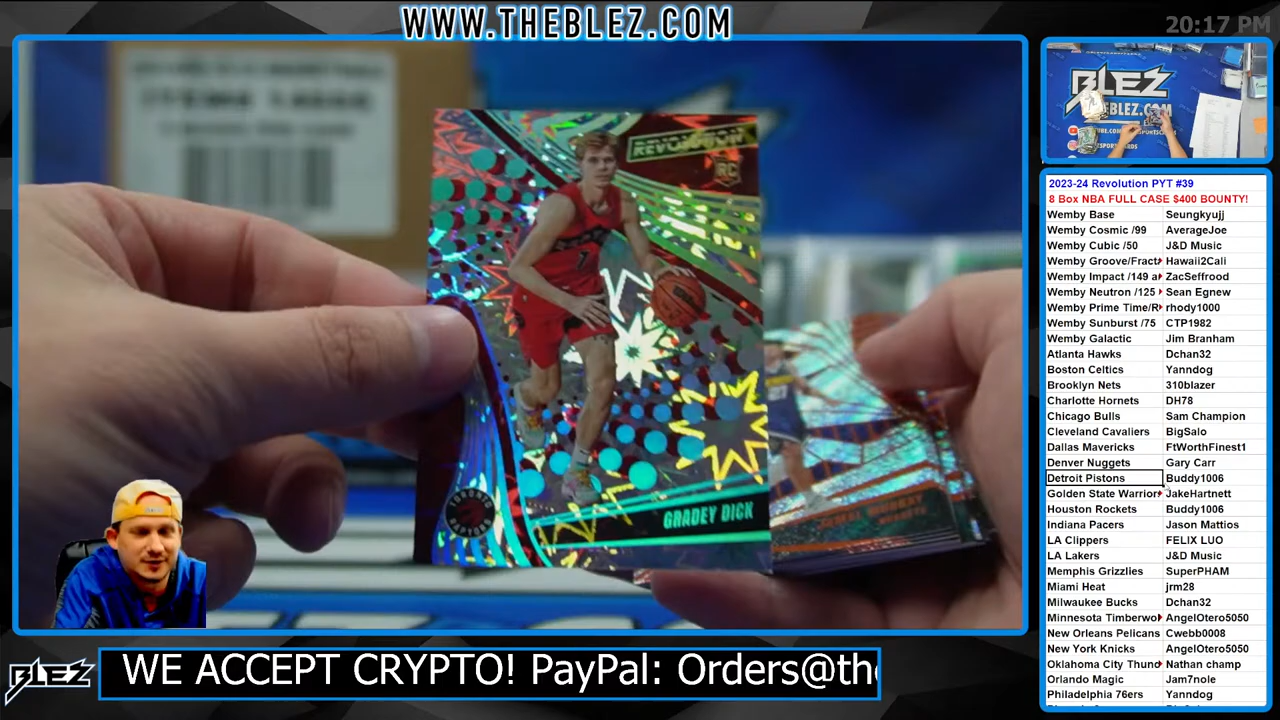 WWW.THEBLEZ.COM
20:17 PM
REVOLUTION
RC
7
TORONTO
RAPTORS
GRADEY DICK
BLEZ
2023-24 Revolution PYT #39
8 Box NBA FULL CASE $400 BOUNTY!
Wemby Base Seungkyujj
Wemby Cosmic /99 AverageJoe
Wemby Cubic /50 J&D Music
Wemby Groove/Fract Hawaii2Cali
Wemby Impact /149 a ZacSeffrood
Wemby Neutron /125 Sean Egnew
Wemby Prime Time/R rhody1000
Wemby Sunburst /75 CTP1982
Wemby Galactic Jim Branham
Atlanta Hawks Dchan32
Boston Celtics Yanndog
Brooklyn Nets 310blazer
Charlotte Hornets DH78
Chicago Bulls Sam Champion
Cleveland Cavaliers BigSalo
Dallas Mavericks FtWorthFinest1
Denver Nuggets Gary Carr
Detroit Pistons Buddy1006
Golden State Warrior JakeHartnett
Houston Rockets Buddy1006
Indiana Pacers Jason Mattios
LA Clippers FELIX LUO
LA Lakers J&D Music
Memphis Grizzlies SuperPHAM
Miami Heat jrm28
Milwaukee Bucks Dchan32
Minnesota Timberwo AngelOtero5050
New Orleans Pelicans Cwebb0008
New York Knicks AngelOtero5050
Oklahoma City Thund Nathan champ
Orlando Magic Jam7nole
Philadelphia 76ers Yanndog
BLEZ
WE ACCEPT CRYPTO! PayPal: Orders@the